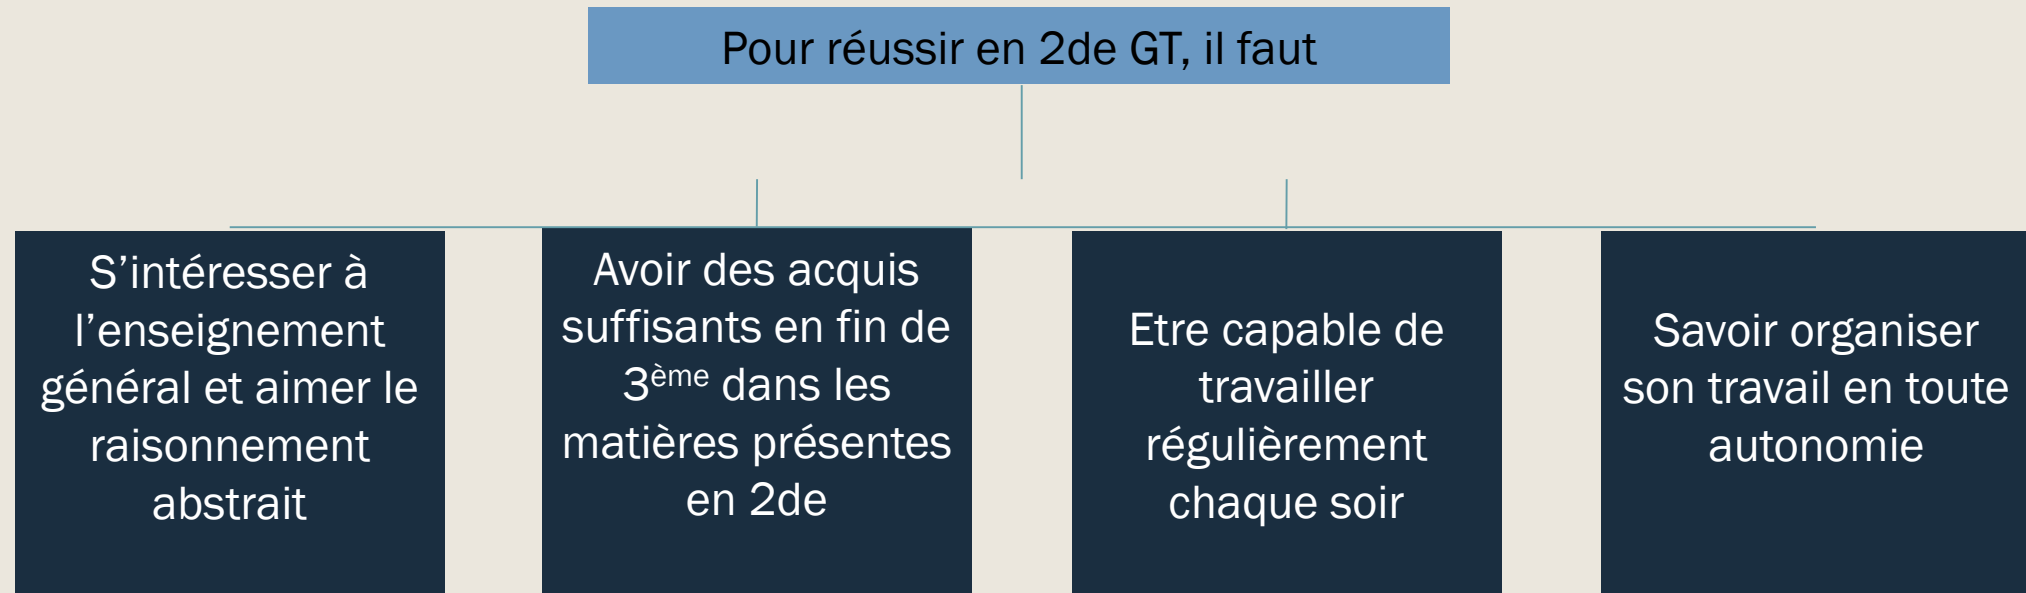 Pour réussir en 2de GT, il faut
S’intéresser à
l’enseignement
général et aimer le
raisonnement
abstrait
Avoir des acquis
suffisants en fin de
3ème dans les
matières présentes
en 2de
Etre capable de
travailler
régulièrement
chaque soir
Savoir organiser
son travail en toute
autonomie